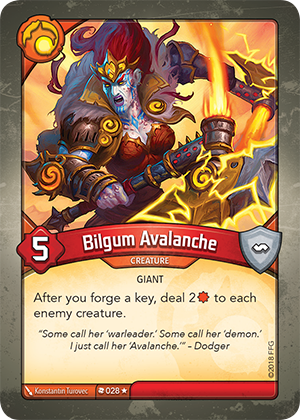 5
Bilgum Avalanche
CREATURE
GIANT
After you forge a key, deal 2 to each
enemy creature.
“Some call her ‘warleader.’ Some call her ‘demon.’
I just call her ‘Avalanche.’” - Dodger
Konstantin Turovec
028
©2018 FFG